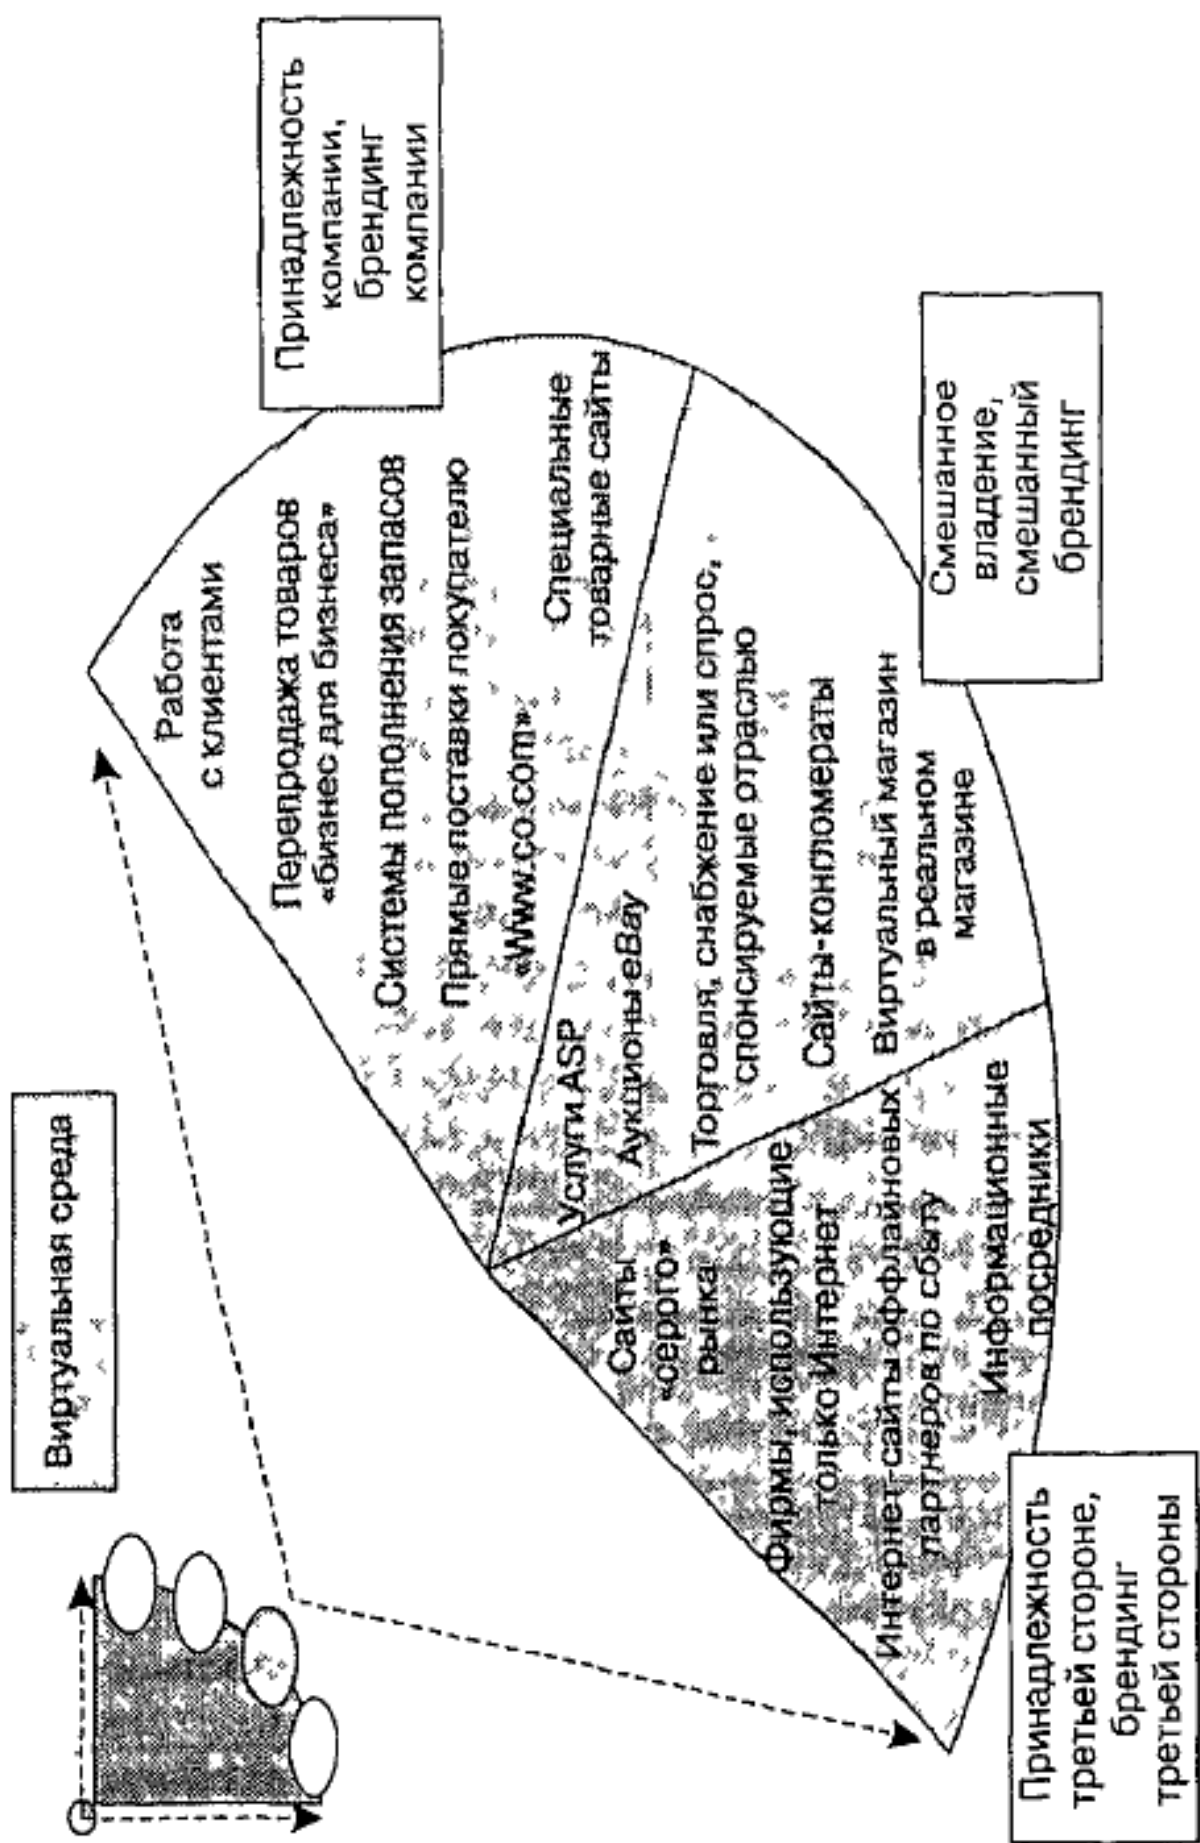 Виртуальная среда
Принадлежность
компании,
брендинг
компании
Работа
с клиентами
Перепродажа товаров
«бизнес для бизнеса»
Системы пополнения запасов
Прямые поставки покупателю
«Www.co.com»
Специальные
товарные сайты
Услуги ASP
Аукционы eBay
Торговля, снабжение или спрос,
спонсируемые отраслью
Сайты-конгломераты
Виртуальный магазин
в реальном
магазине
Смешанное
владение,
смешанный
брендинг
Сайты
«серого»
рынка
Фирмы, использующие
только Интернет
Интернет-сайты оффлайновых
партнеров по сбыту
Информационные
посредники
Принадлежность
третьей стороне,
брендинг
третьей стороны